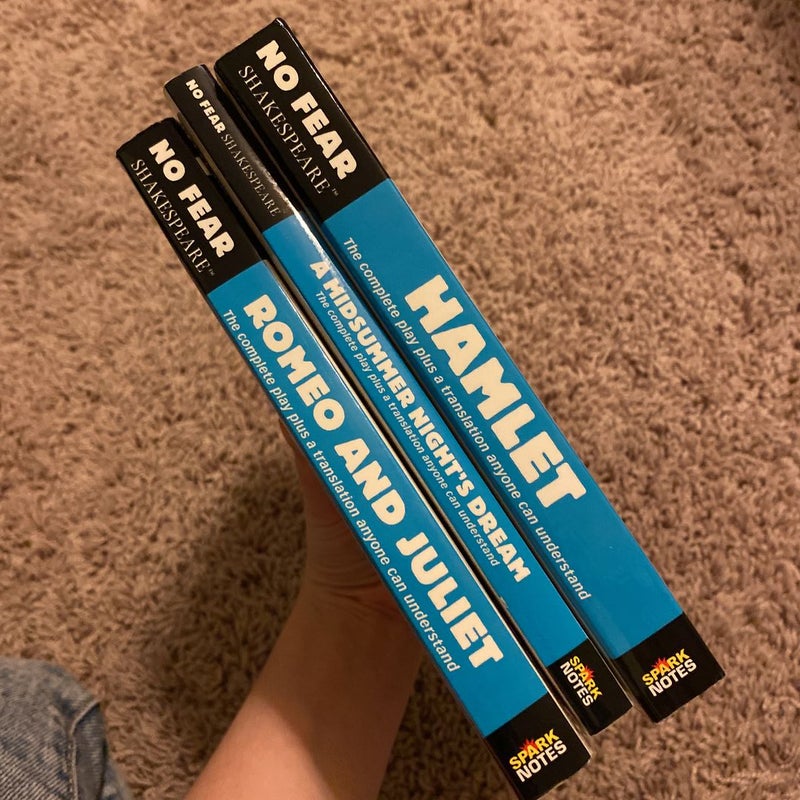 NO FEAR
SHAKESPEARE™
ROMEO AND JULIET
The complete play plus a translation anyone can understand
SPARK
NOTES
NO FEAR SHAKESPEARE
A MIDSUMMER NIGHT'S DREAM
The complete play plus a translation anyone can understand
SPARK
NOTES
NO FEAR
SHAKESPEARE™
HAMLET
The complete play plus a translation anyone can understand
SPARK
NOTES